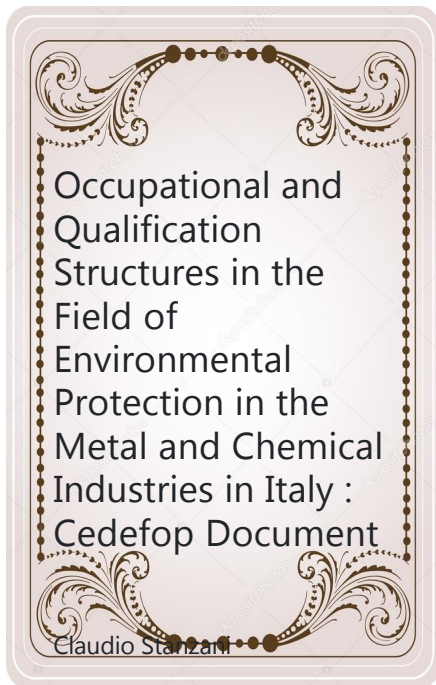 Occupational and
Qualification
Structures in the
Field of
Environmental
Protection in the
Metal and Chemical
Industries in Italy :
Cedefop Document
Claudio Stanzani